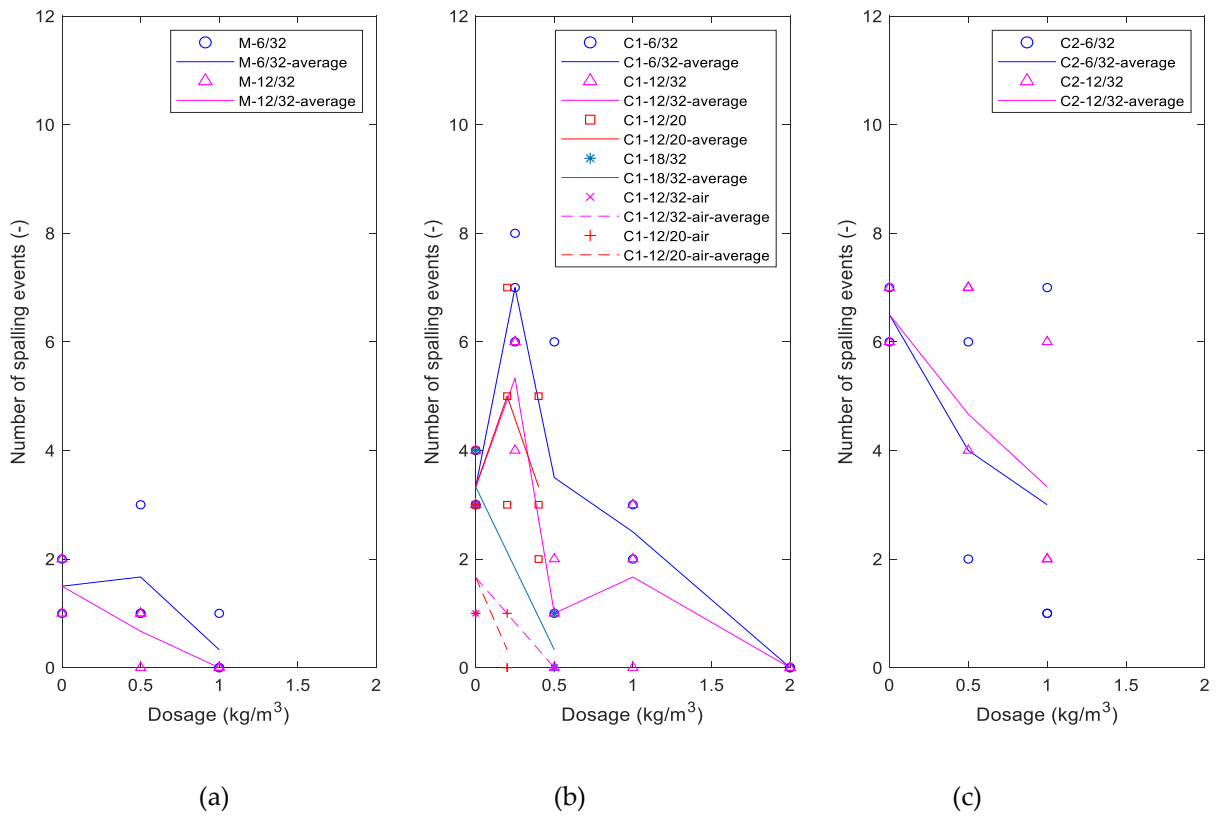 12
10
8
6
4
2
0
0
0.5
1
1.5
2
Number of spalling events (-)
Dosage (kg/m³)
M-6/32
M-6/32-average
M-12/32
M-12/32-average
(a)
12
10
8
6
4
2
0
0
0.5
1
1.5
2
Number of spalling events (-)
Dosage (kg/m³)
C1-6/32
C1-6/32-average
C1-12/32
C1-12/32-average
C1-12/20
C1-12/20-average
C1-18/32
C1-18/32-average
C1-12/32-air
C1-12/32-air-average
C1-12/20-air
C1-12/20-air-average
(b)
12
10
8
6
4
2
0
0
0.5
1
1.5
2
Number of spalling events (-)
Dosage (kg/m³)
C2-6/32
C2-6/32-average
C2-12/32
C2-12/32-average
(c)